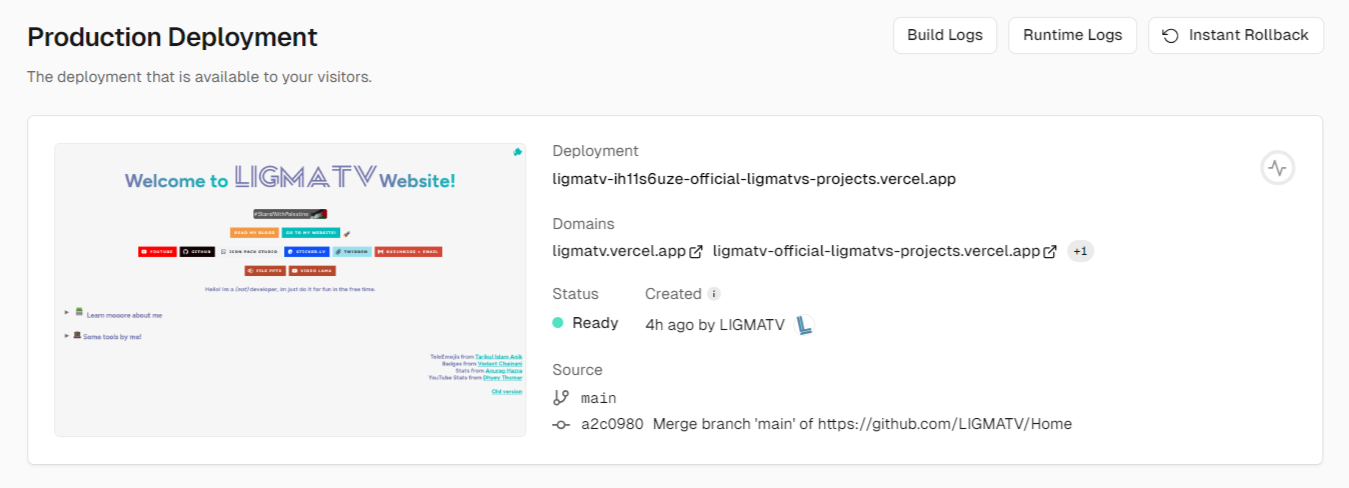 Production Deployment
Build Logs
Runtime Logs
Instant Rollback
The deployment that is available to your visitors.
Welcome to LIGMATV Website!
#StandWithPalestine
READ MY BLOGS
GO TO MY WEBSITE!
YOUTUBE
GITHUB
ICON PACK STUDIO
STICKER.LY
TWIBBON
BUSINESSS + EMAIL
FILE FFTS
VIDEO LAMA
Hello! Im a (not) developer, im just do it for fun in the free time.
Learn mooore about me
Some tools by me!
TeleEmojis from Tarikul Islam Anik
Badges from Vedant Chainani
Stats from Anurag Hazra
YouTube Stats from Dhyey Thumar
Old version
Deployment
ligmatv-ih11s6uze-official-ligmatvs-projects.vercel.app
Domains
ligmatv.vercel.app ligmatv-official-ligmatvs-projects.vercel.app +1
Status Created
Ready 4h ago by LIGMATV
Source
main
a2c0980 Merge branch 'main' of https://github.com/LIGMATV/Home